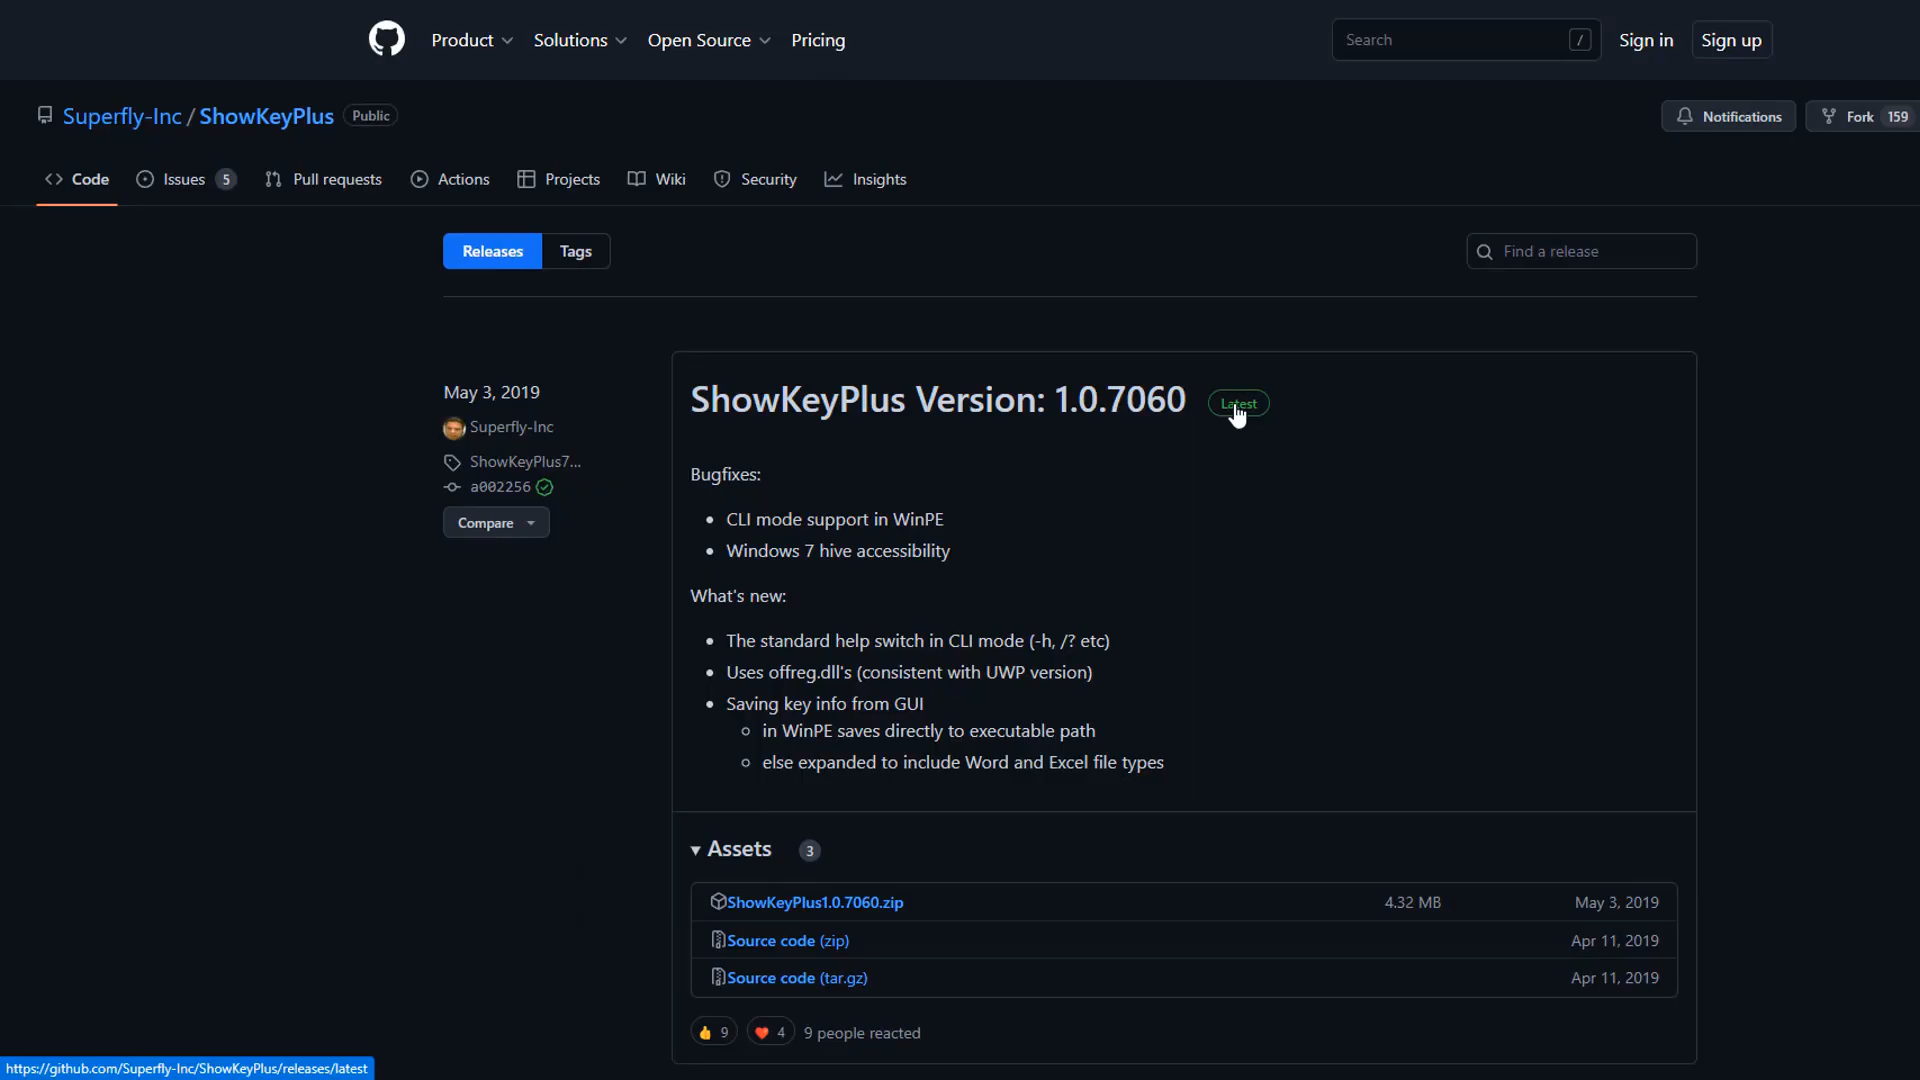 Product Solutions Open Source Pricing Search / Sign in Sign up
Superfly-Inc / ShowKeyPlus Public Notifications Fork 159
Code Issues 5 Pull requests Actions Projects Wiki Security Insights
Releases Tags Find a release
May 3, 2019
Superfly-Inc
ShowKeyPlus7...
a002256
Compare
ShowKeyPlus Version: 1.0.7060 Latest
Bugfixes:
• CLI mode support in WinPE
• Windows 7 hive accessibility
What's new:
• The standard help switch in CLI mode (-h, /? etc)
• Uses offreg.dll's (consistent with UWP version)
• Saving key info from GUI
◦ in WinPE saves directly to executable path
◦ else expanded to include Word and Excel file types
Assets 3
ShowKeyPlus1.0.7060.zip 4.32 MB May 3, 2019
Source code (zip) Apr 11, 2019
Source code (tar.gz) Apr 11, 2019
👍 9 ❤️ 4 9 people reacted
https://github.com/Superfly-Inc/ShowKeyPlus/releases/latest